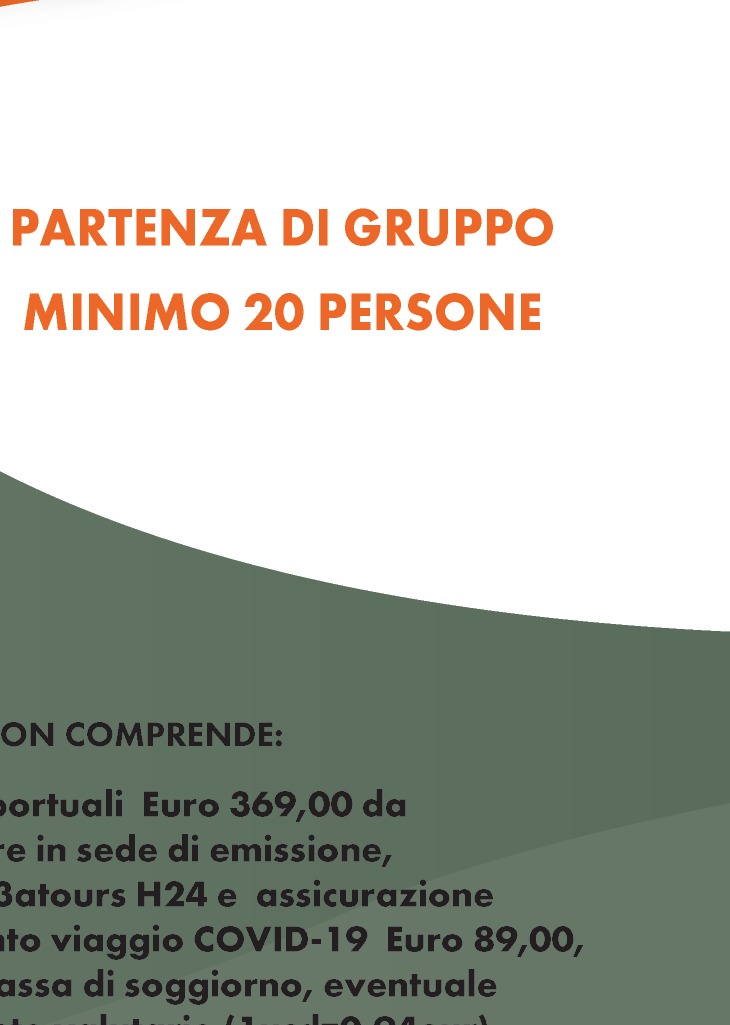 PARTENZA DI GRUPPO
MINIMO 20 PERSONE
ON COMPRENDE:
portuali Euro 369,00 da
re in sede di emissione,
3atours H24 e assicurazione
nto viaggio COVID-19 Euro 89,00,
assa di soggiorno, eventuale